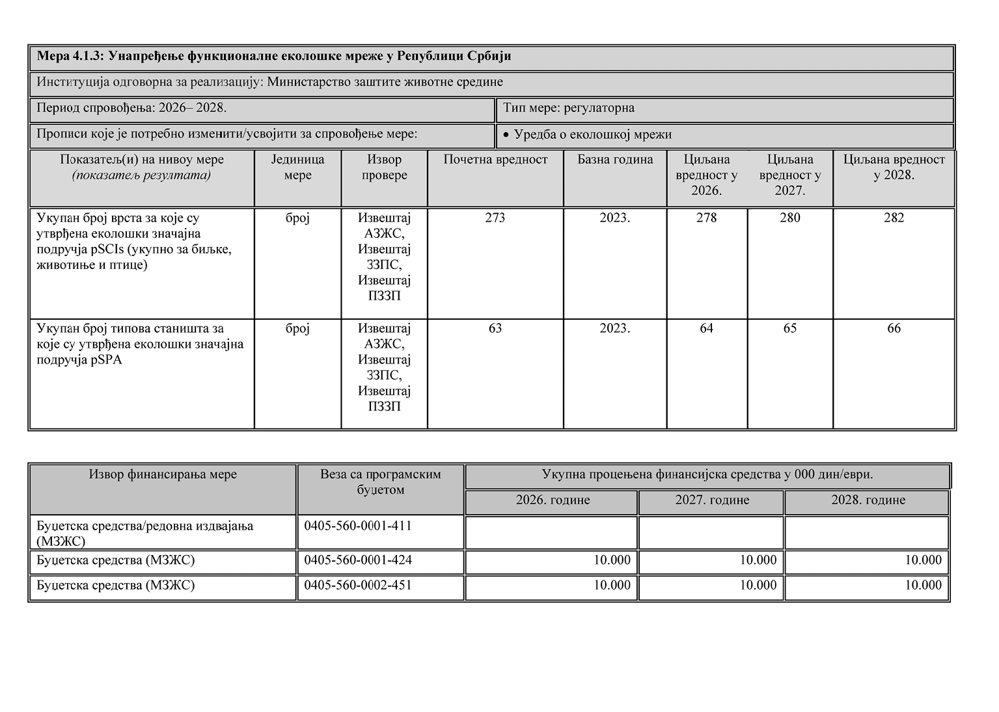 Мера 4.1.3: Унапређење функционалне еколошке мреже у Републици Србији
Институција одговорна за реализацију: Министарство заштите животне средине
Период спровођења: 2026– 2028.
Тип мере: регулаторна
Прописи које је потребно изменити/усвојити за спровођење мере:
• Уредба о еколошкој мрежи
Показатељ(и) на нивоу мере
(показатељ резултата)
Јединица
мере
Извор
провере
Почетна вредност
Базна година
Циљана
вредност у
2026.
Циљана
вредност у
2027.
Циљана вредност
у 2028.
Укупан број врста за које су
утврђена еколошки значајна
подручја pSCIs (укупно за биљке,
животиње и птице)
број
Извештај
АЗЖС,
Извештај
ЗЗПС,
Извештај
ПЗЗП
273
2023.
278
280
282
Укупан број типова станишта за
које су утврђена еколошки значајна
подручја pSPA
број
Извештај
АЗЖС,
Извештај
ЗЗПС,
Извештај
ПЗЗП
63
2023.
64
65
66
Извор финансирања мере
Веза са програмским
буџетом
Укупна процењена финансијска средства у 000 дин/еври.
2026. године
2027. године
2028. године
Буџетска средства/редовна издвајања
(МЗЖС)
0405-560-0001-411
Буџетска средства (МЗЖС)
0405-560-0001-424
10.000
10.000
10.000
Буџетска средства (МЗЖС)
0405-560-0002-451
10.000
10.000
10.000